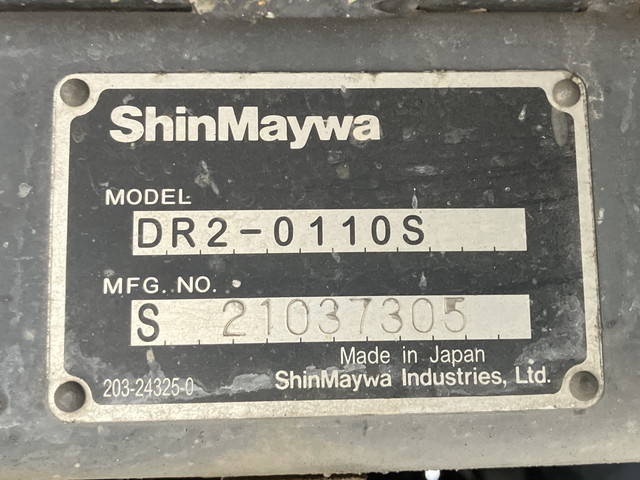 ShinMaywa
MODEL
DR2-0110S
MFG. NO.
S 21037305
Made in Japan
203-24325-0 ShinMaywa Industries, Ltd.